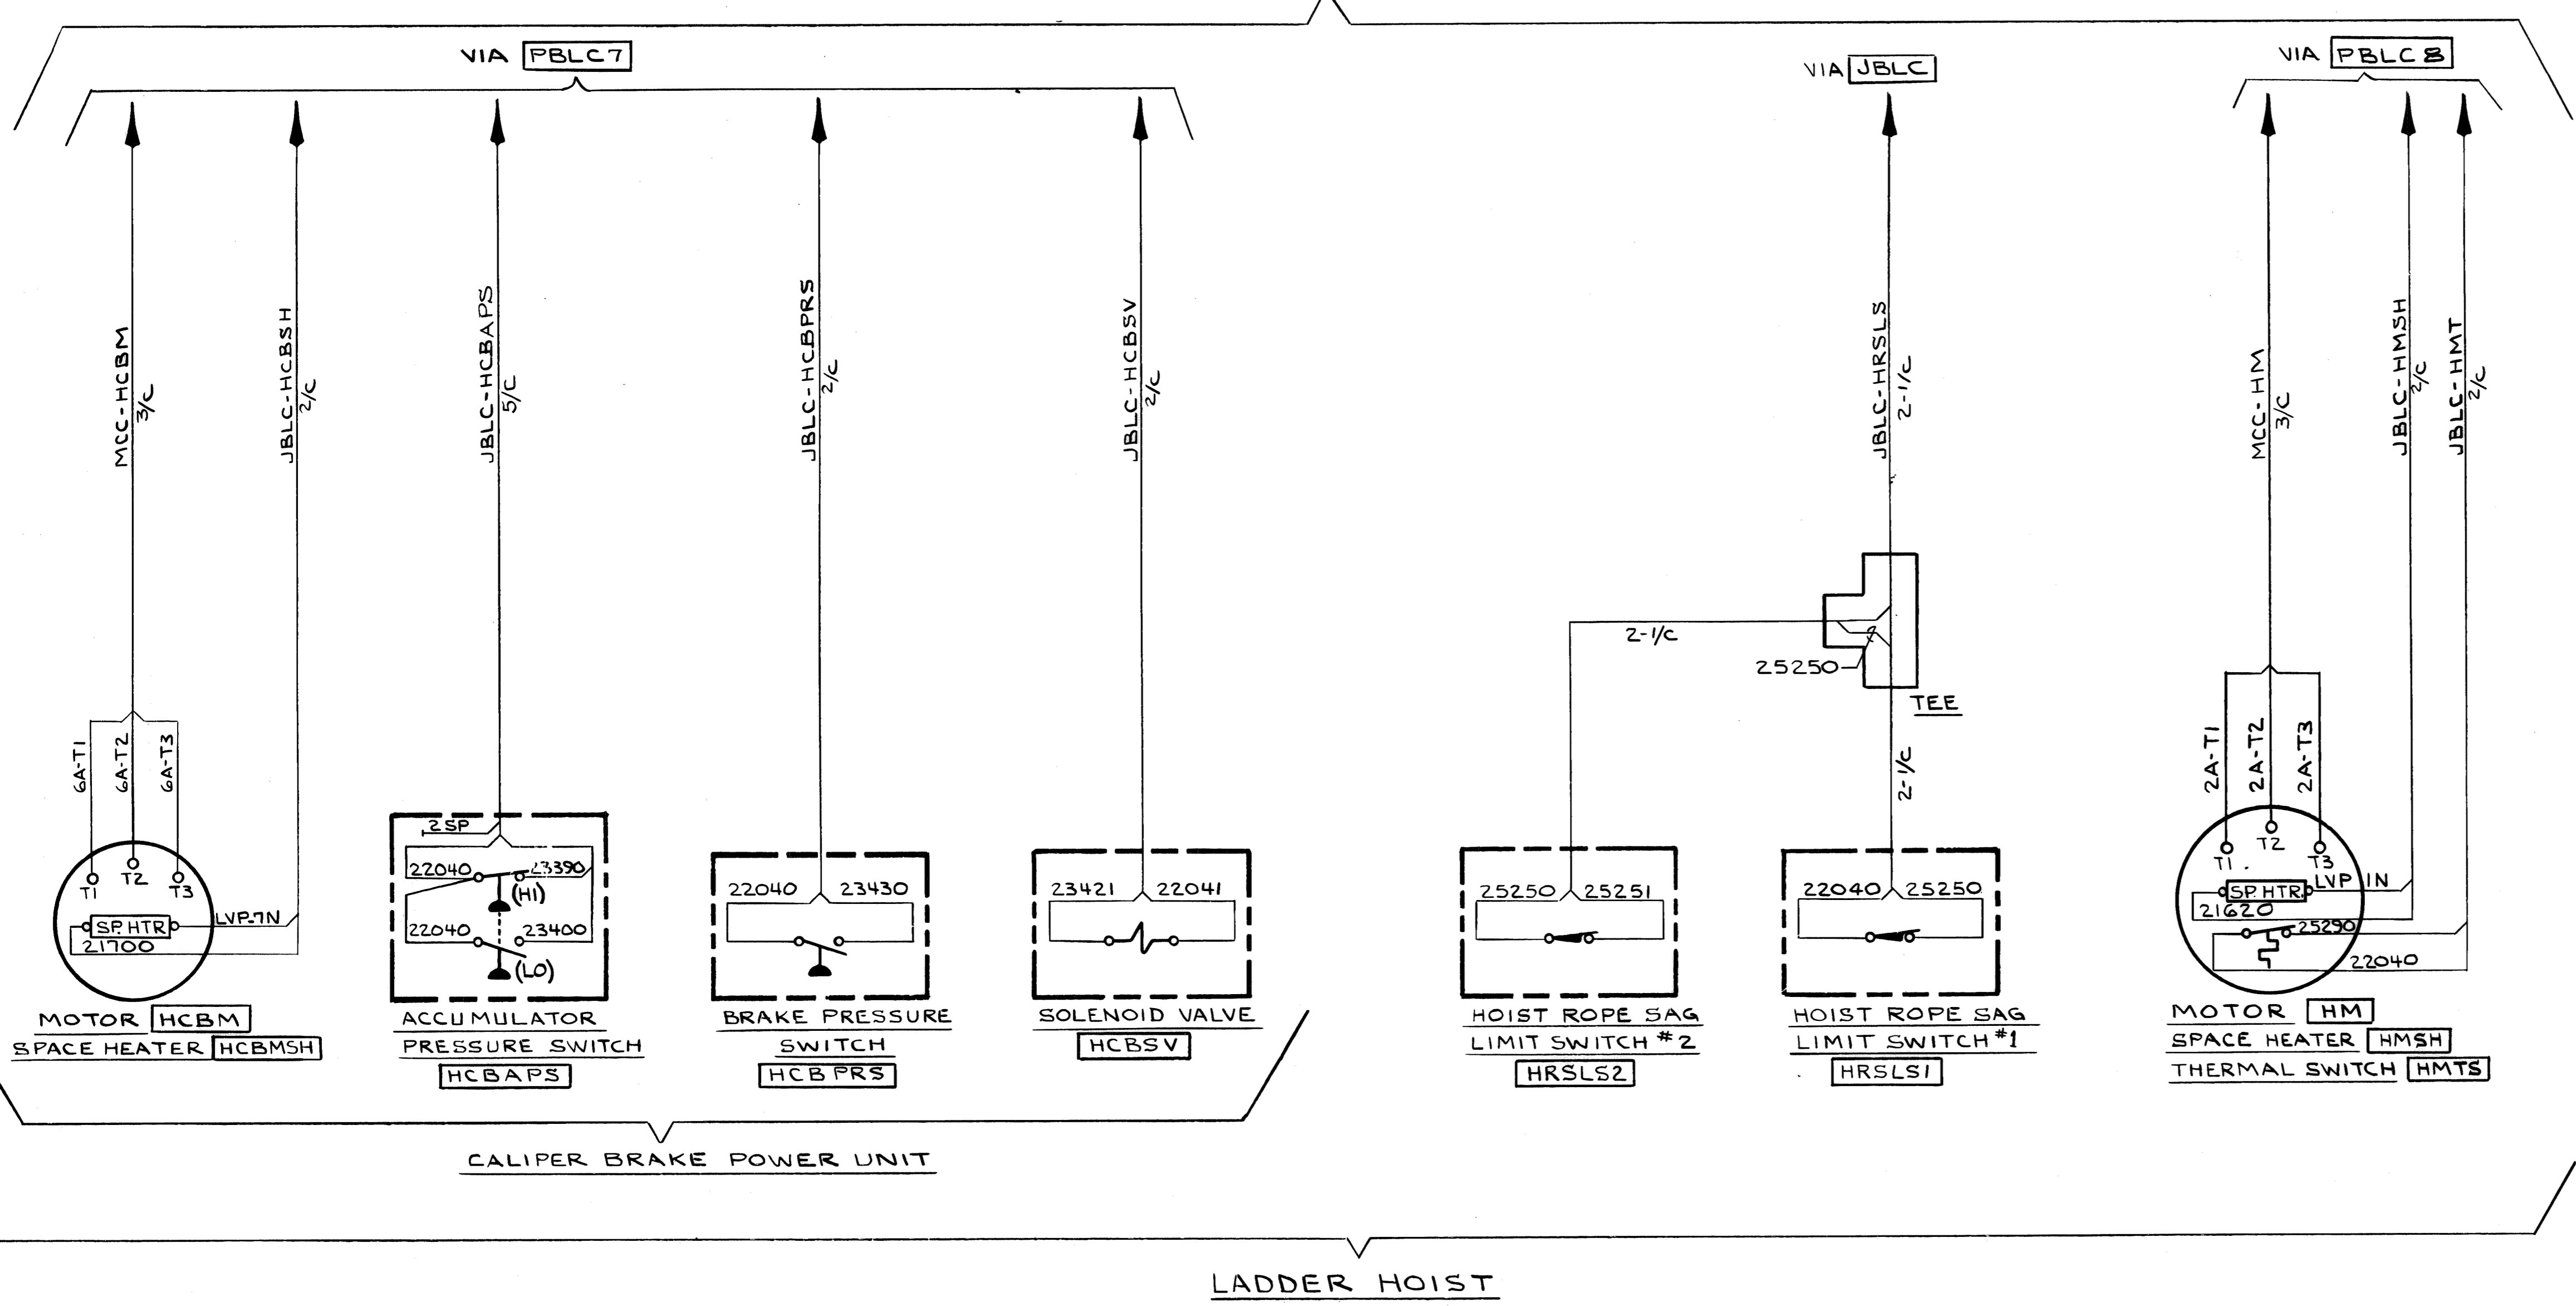 VIA PBLC7
VIA JBLC
VIA PBLC8
MCC-HCBM
3/C
JBLC-HCBSH
2/C
JBLC-HCBAPS
5/C
JBLC-HCBPRS
2/C
JBLC-HCBSV
2/C
JBLC-HRSLS
2-1/C
MCC-HM
3/C
JBLC-HMSH
2/C
JBLC-HMT
2/C
2-1/C
25250
TEE
2-1/C
6A-T1
6A-T2
6A-T3
T1
T2
T3
SP.HTR
LVP-7N
21700
2SP
22040
23390
(HI)
22040
23400
(LO)
22040 23430
23421 22041
25250 25251
22040 25250
2A-T1
2A-T2
2A-T3
T1
T2
T3
SP.HTR.
LVP 1N
21620
25290
22040
MOTOR HCBM
SPACE HEATER HCBMSH
ACCUMULATOR
PRESSURE SWITCH
HCBAPS
BRAKE PRESSURE
SWITCH
HCBPRS
SOLENOID VALVE
HCBSV
HOIST ROPE SAG
LIMIT SWITCH #2
HRSLS2
HOIST ROPE SAG
LIMIT SWITCH #1
HRSLS1
MOTOR HM
SPACE HEATER HMSH
THERMAL SWITCH HMTS
CALIPER BRAKE POWER UNIT
LADDER HOIST